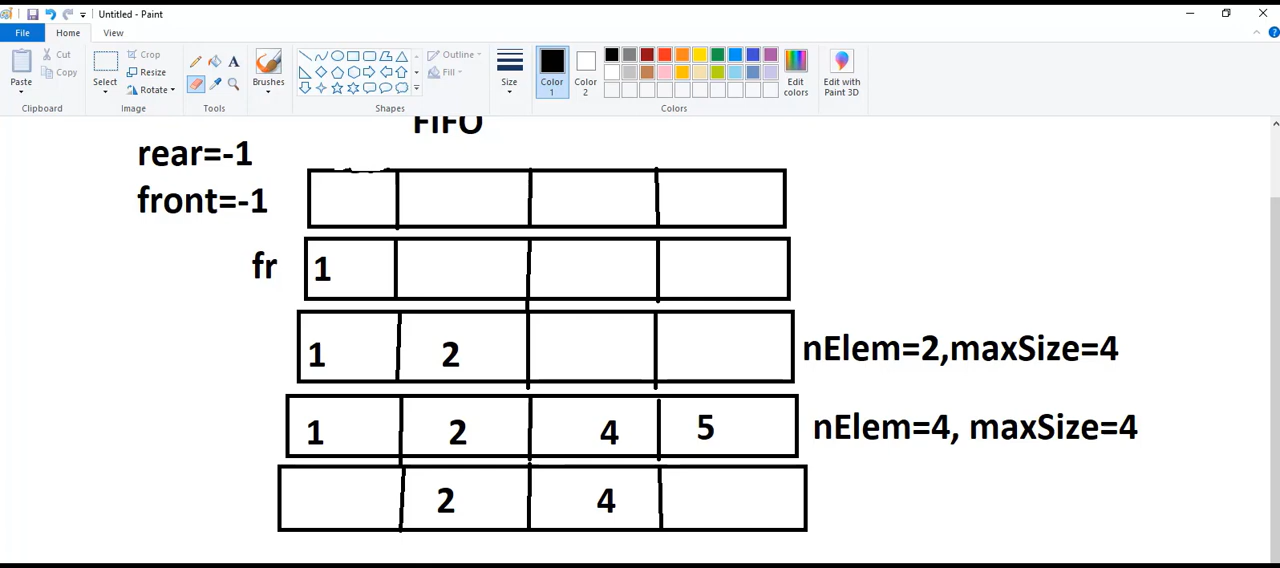 Untitled - Paint
File Home View
Paste Cut Copy Clipboard
Select Crop Resize Rotate Image
A Tools
Brushes
Shapes Outline Fill
Size
Color 1
Color 2
Edit colors
Colors
Edit with Paint 3D
FIFO
rear=-1
front=-1
fr 1
1 2 nElem=2,maxSize=4
1 2 4 5 nElem=4, maxSize=4
2 4